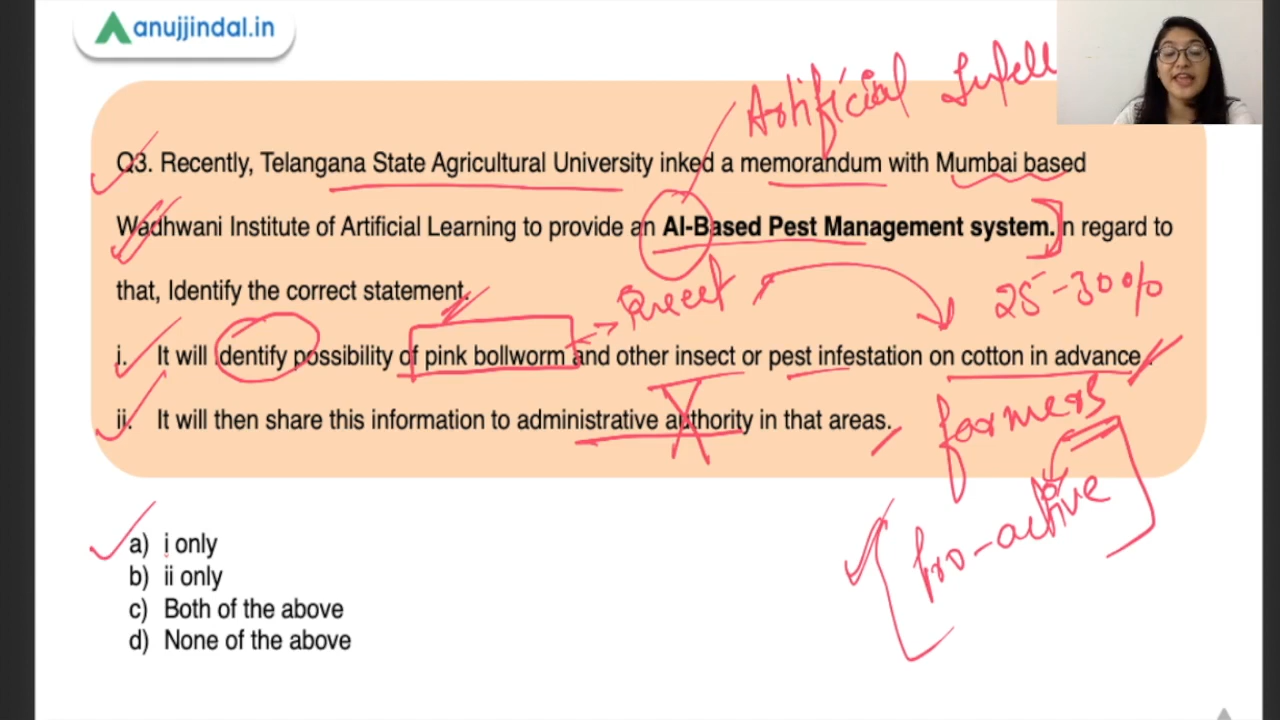 anujjindal.in
Artificial
Q3. Recently, Telangana State Agricultural University inked a memorandum with Mumbai based
Wadhwani Institute of Artificial Learning to provide an AI-Based Pest Management system. In regard to
that, Identify the correct statement.
25-30%
i. It will identify possibility of pink bollworm and other insect or pest infestation on cotton in advance .
ii. It will then share this information to administrative authority in that areas.
farmers
Pro-active
a) i only
b) ii only
c) Both of the above
d) None of the above